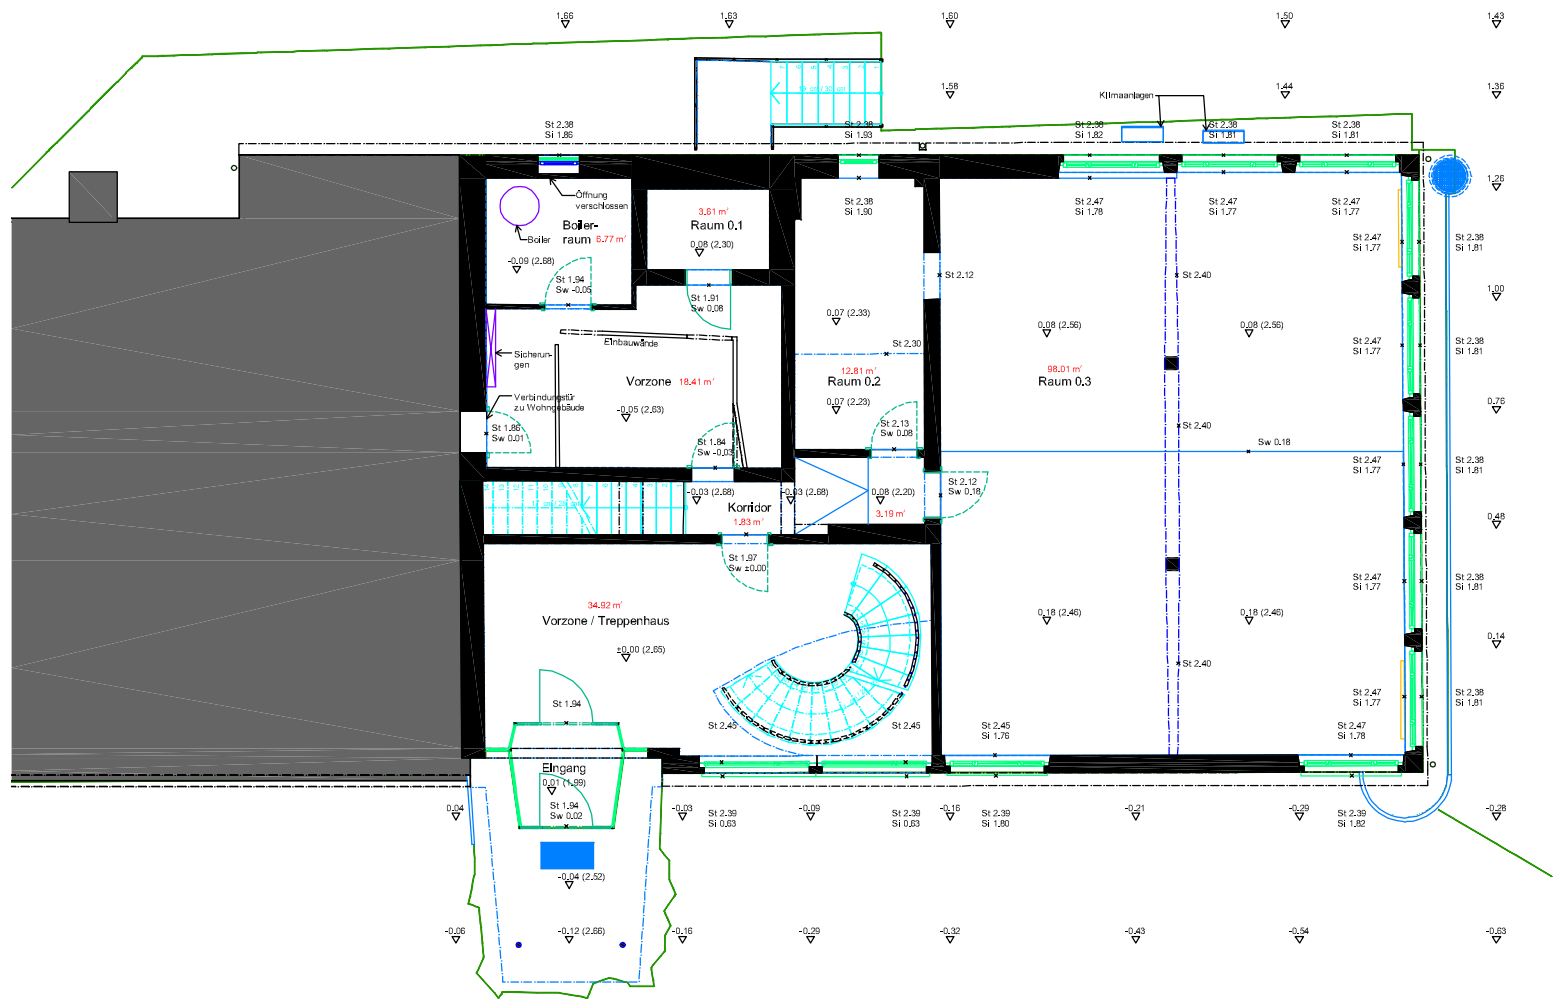 1.66
1.63
1.60
1.50
1.43
1.58
1.44
1.36
Klimaanlagen
St 2.38
Si 1.86
St 2.38
Si 1.93
St 2.38
Si 1.82
St 2.38
Si 1.81
St 2.38
Si 1.81
1.26
Öffnung
verschlossen
Boiler-
raum 6.77 m²
Boiler
-0.09 (2.68)
St 1.94
Sw -0.05
3.61 m²
Raum 0.1
0.08 (2.30)
St 1.91
Sw 0.08
St 2.38
Si 1.90
St 2.12
St 2.47
Si 1.78
St 2.47
Si 1.77
St 2.47
Si 1.77
St 2.40
St 2.47
Si 1.77
St 2.38
Si 1.81
1.00
0.07 (2.33)
0.08 (2.56)
0.08 (2.56)
Einbauwände
St 2.30
Sicherun-
gen
Vorzone 18.41 m²
-0.05 (2.63)
12.81 m²
Raum 0.2
0.07 (2.23)
98.01 m²
Raum 0.3
St 2.47
Si 1.77
St 2.38
Si 1.81
0.76
Verbindungstür
zu Wohngebäude
St 1.86
Sw 0.01
St 1.84
Sw -0.03
St 2.13
Sw 0.08
St 2.40
Sw 0.18
St 2.47
Si 1.77
St 2.38
Si 1.81
-0.03 (2.68)
-0.03 (2.68)
0.08 (2.20)
St 2.12
Sw 0.18
Korridor
1.83 m²
3.19 m²
0.48
St 1.97
Sw ±0.00
St 2.47
Si 1.77
St 2.38
Si 1.81
34.92 m²
Vorzone / Treppenhaus
±0.00 (2.65)
0.18 (2.46)
0.18 (2.46)
0.14
St 2.40
St 1.94
St 2.45
St 2.45
St 2.45
Si 1.76
St 2.47
Si 1.77
St 2.38
Si 1.81
St 2.47
Si 1.78
Eingang
0.01 (1.99)
St 1.94
Sw 0.02
0.04
-0.03
-0.09
-0.16
-0.21
-0.29
-0.28
St 2.39
Si 0.63
St 2.39
Si 0.63
St 2.39
Si 1.80
St 2.39
Si 1.82
-0.04 (2.52)
-0.06
-0.12 (2.66)
-0.16
-0.29
-0.32
-0.43
-0.54
-0.63